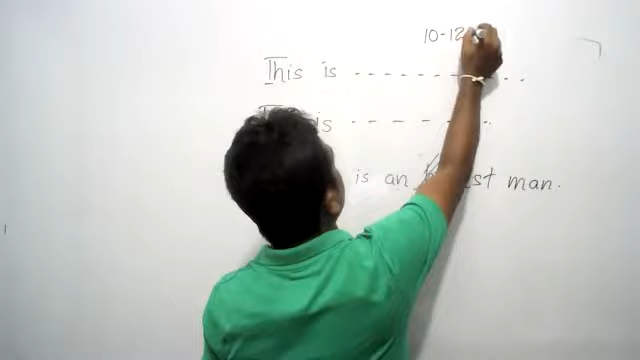 10-12
This is - - - - - - - - - - - -
is - - - - - -
is an man.